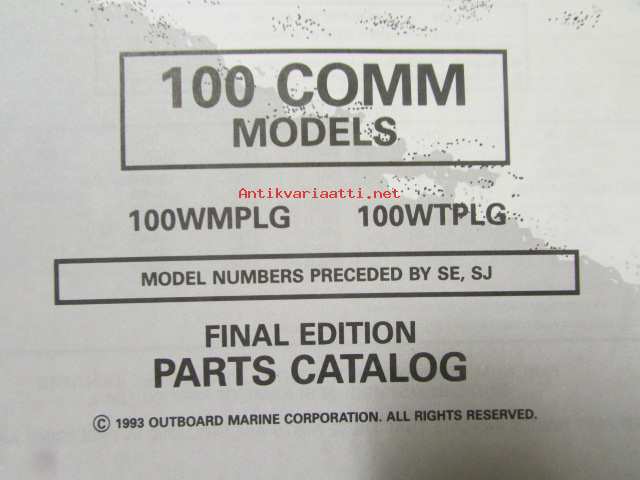 100 COMM
MODELS
Antikvariaatti.net
100WMPLG 100WTPLG
MODEL NUMBERS PRECEDED BY SE, SJ
FINAL EDITION
PARTS CATALOG
© 1993 OUTBOARD MARINE CORPORATION. ALL RIGHTS RESERVED.